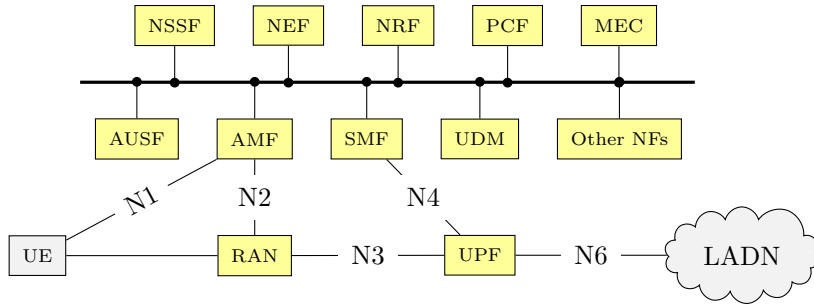 NSSF NEF NRF PCF MEC
AUSF AMF SMF UDM Other NFs
N1 N2 N4
UE RAN N3 UPF N6 LADN